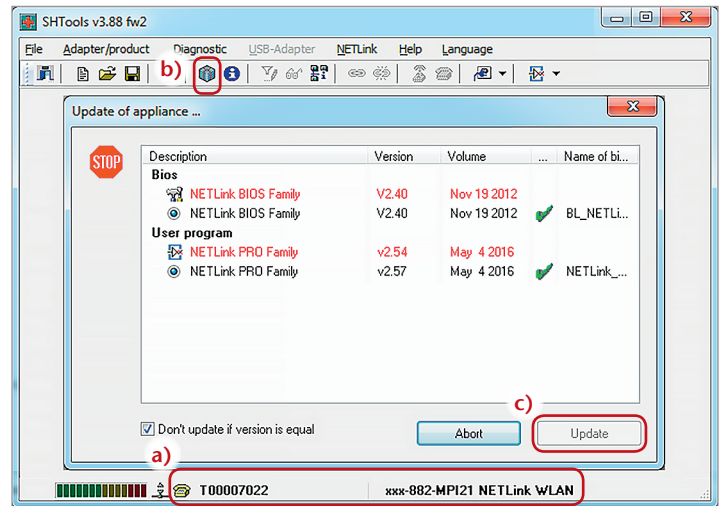 SHTools v3.88 fw2
File Adapter/product Diagnostic USB-Adapter NETLink Help Language
b)
Update of appliance ...
STOP
Description Version Volume ... Name of bi...
Bios
NETLink BIOS Family V2.40 Nov 19 2012
NETLink BIOS Family V2.40 Nov 19 2012 BL_NETLi...
User program
NETLink PRO Family v2.54 May 4 2016
NETLink PRO Family v2.57 May 4 2016 NETLink_...
c)
Don't update if version is equal Abort Update
a)
T00007022 xxx-882-MPI21 NETLink WLAN